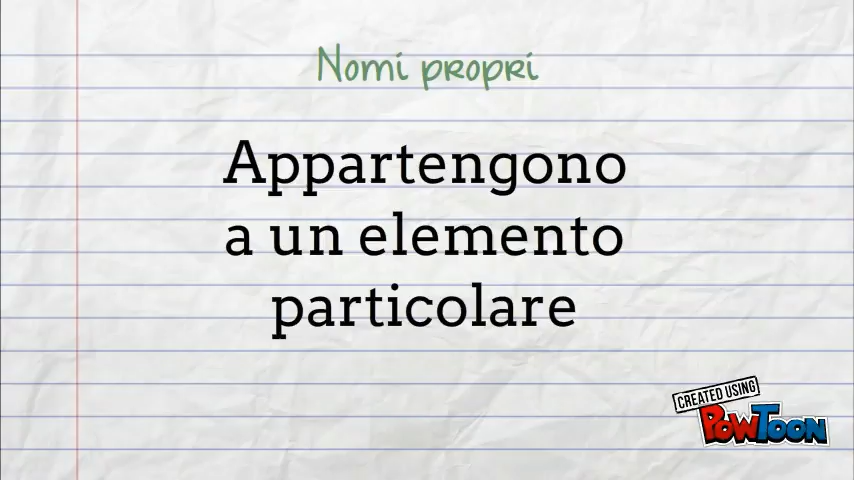 Nomi propri
Appartengono
a un elemento
particolare
CREATED USING
POWTOON